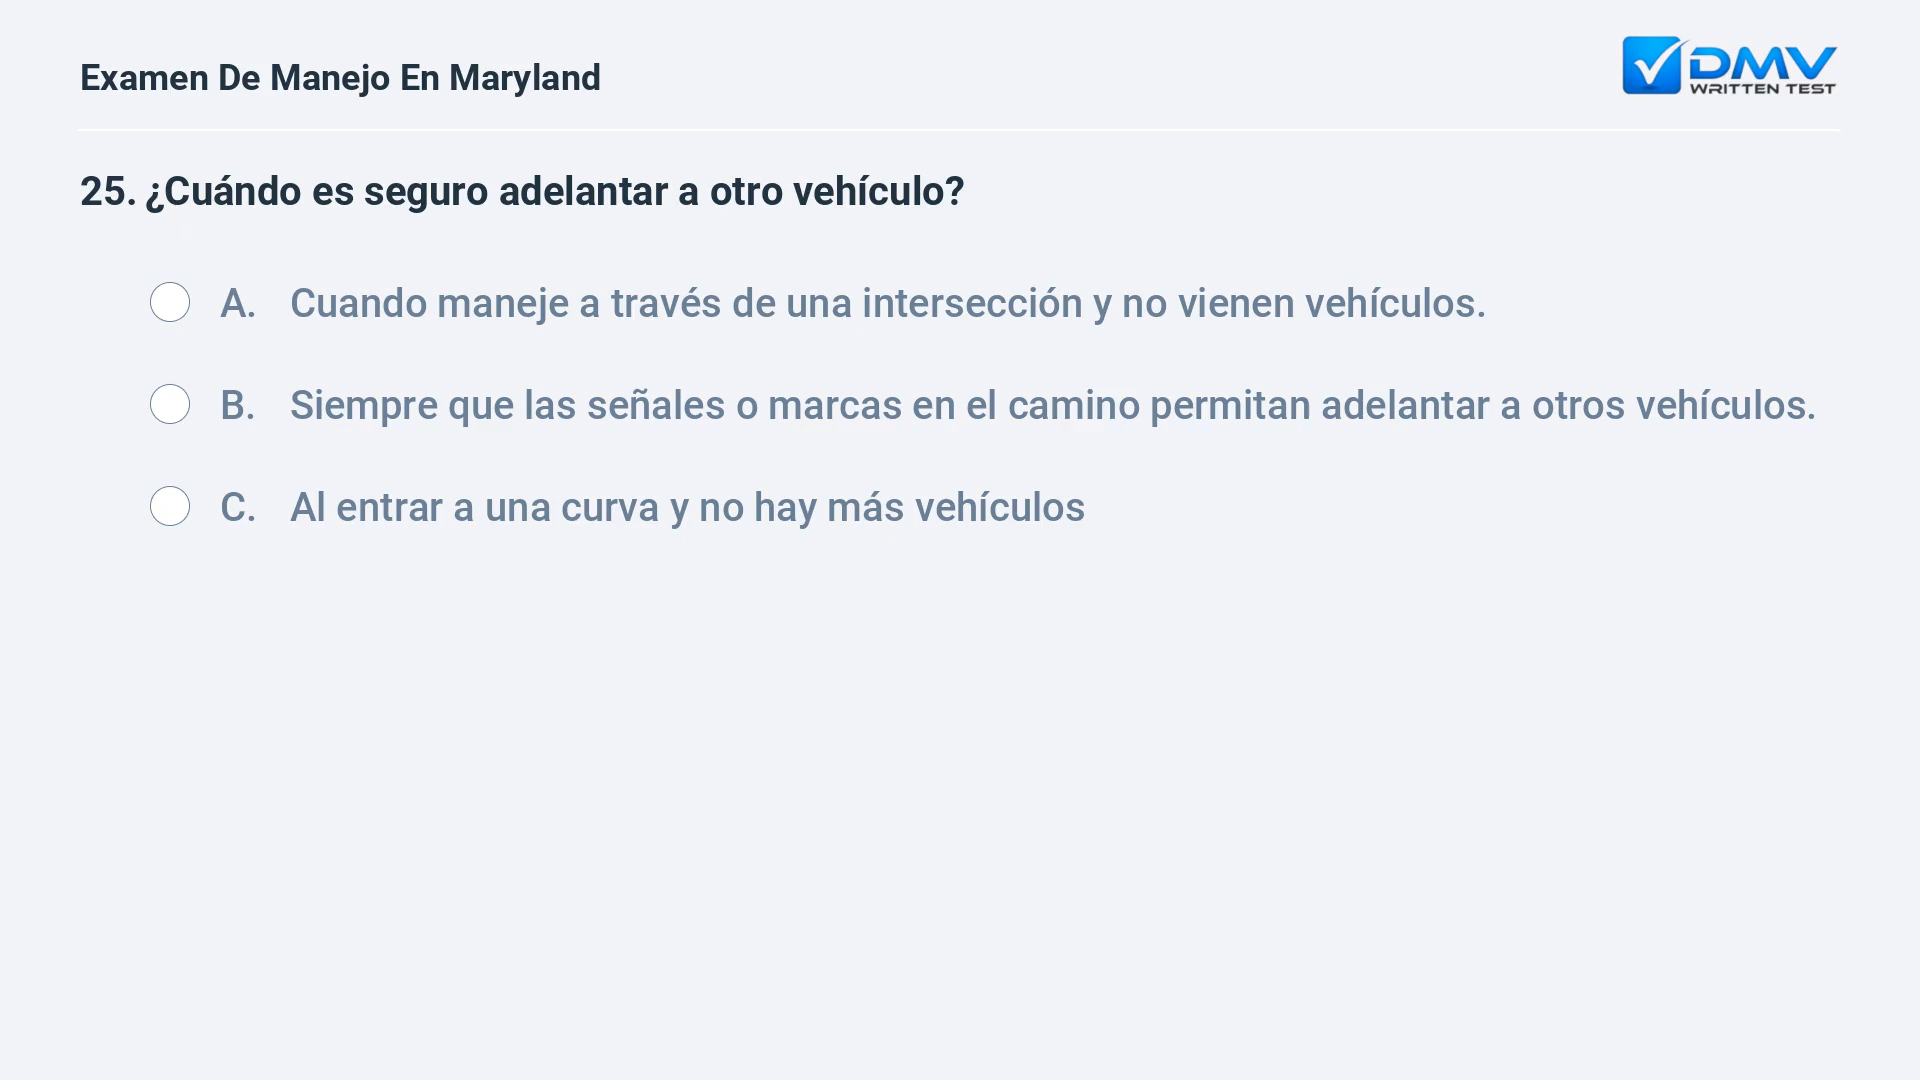 Examen De Manejo En Maryland
DMV
WRITTEN TEST
25. ¿Cuándo es seguro adelantar a otro vehículo?
A. Cuando maneje a través de una intersección y no vienen vehículos.
B. Siempre que las señales o marcas en el camino permitan adelantar a otros vehículos.
C. Al entrar a una curva y no hay más vehículos